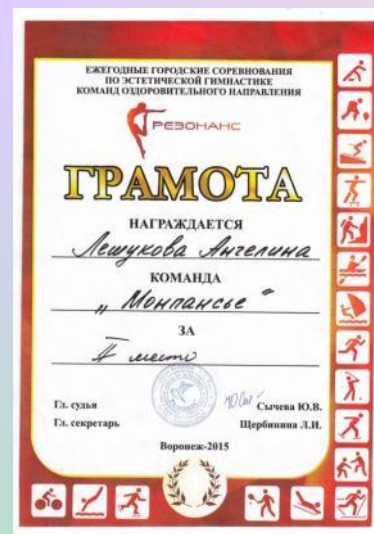 ЕЖЕГОДНЫЕ ГОРОДСКИЕ СОРЕВНОВАНИЯ
ПО ЭСТЕТИЧЕСКОЙ ГИМНАСТИКЕ
КОМАНД ОЗДОРОВИТЕЛЬНОГО НАПРАВЛЕНИЯ
РЕЗОНАНС
ГРАМОТА
НАГРАЖДАЕТСЯ
Лешукова Ангелина
КОМАНДА
„Монпансье“
ЗА
место
Гл. судья Сычева Ю.В.
Гл. секретарь Щербинина Л.И.
Воронеж-2015